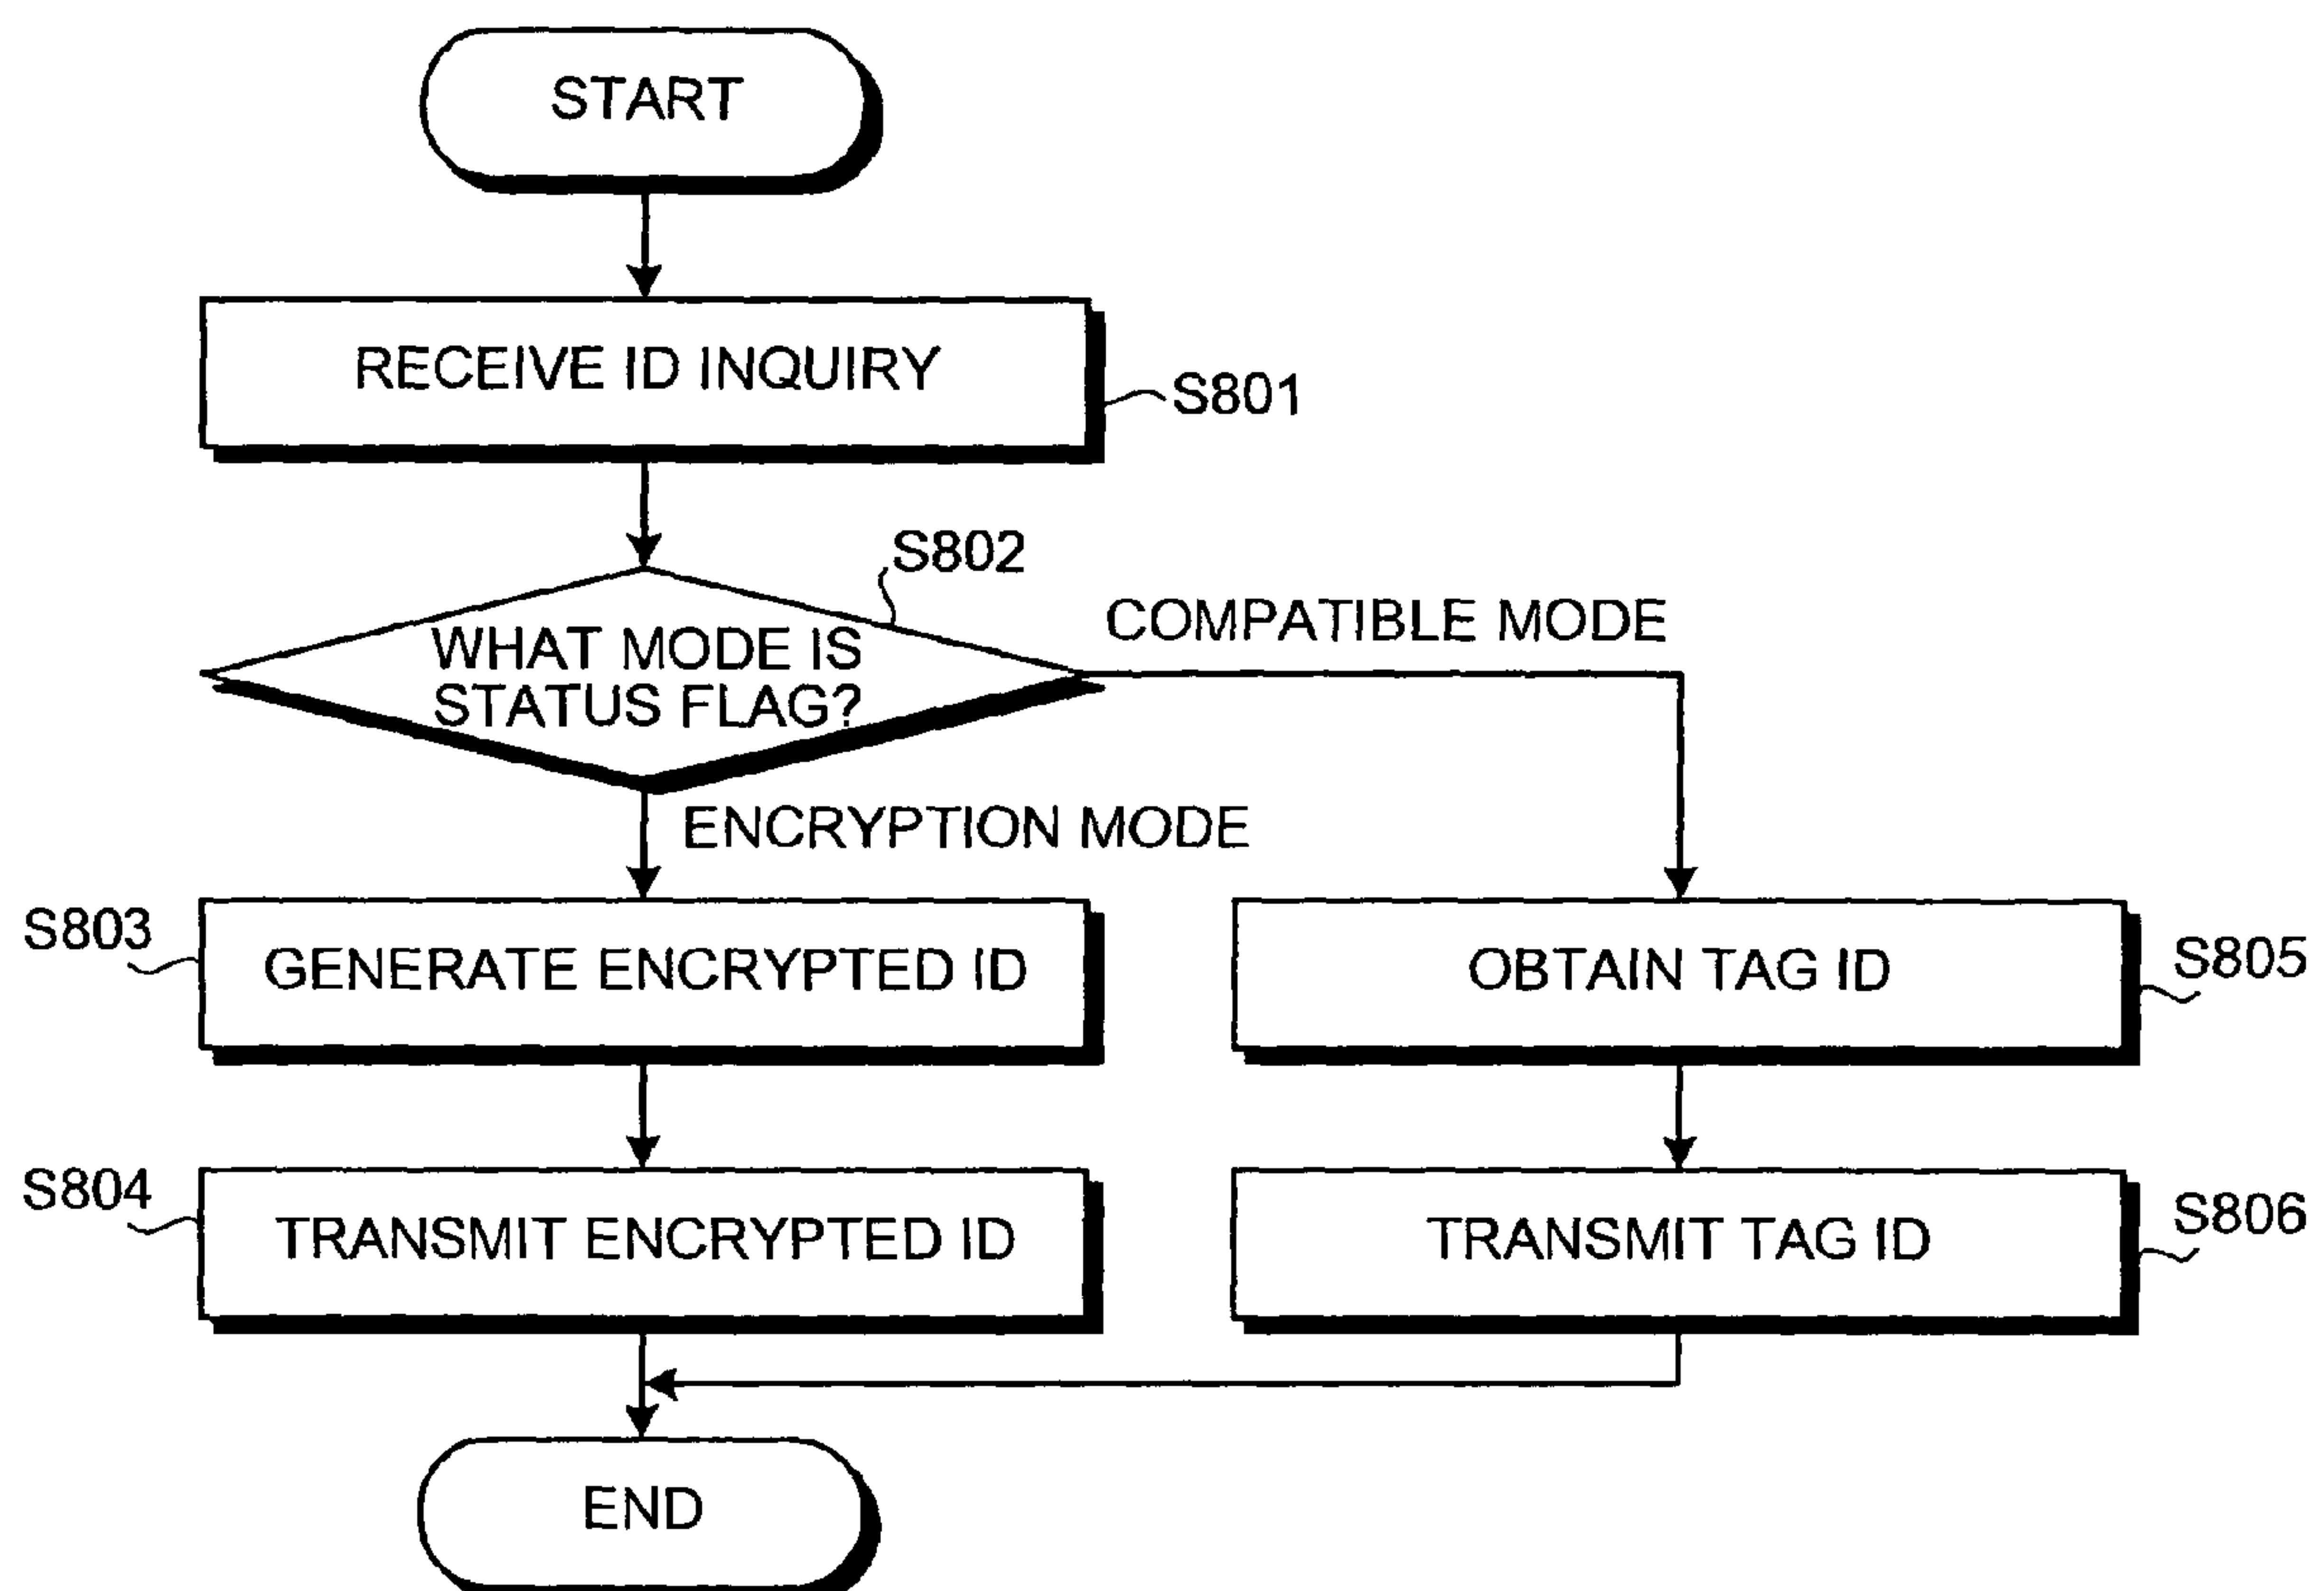 START
RECEIVE ID INQUIRY
S801
S802
WHAT MODE IS
STATUS FLAG?
COMPATIBLE MODE
ENCRYPTION MODE
S803
GENERATE ENCRYPTED ID
OBTAIN TAG ID
S805
S804
TRANSMIT ENCRYPTED ID
TRANSMIT TAG ID
S806
END